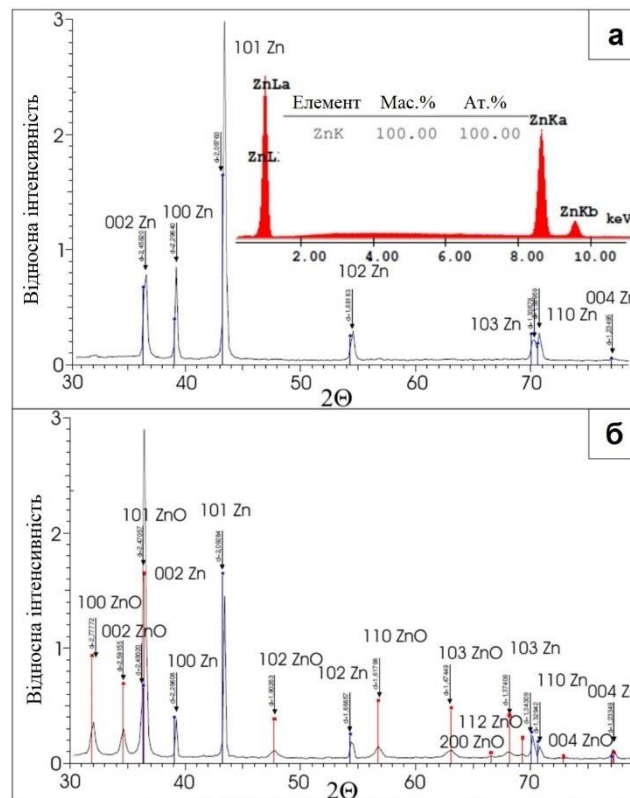 а
3
2
1
0
Відносна інтенсивність
002 Zn
100 Zn
101 Zn
ZnLa
ZnL
Елемент Мас.% Ат.%
ZnK 100.00 100.00
ZnKa
ZnKb
keV
2.00 4.00 6.00 8.00 10.00
102 Zn
103 Zn
110 Zn
004 Zn
30 40 50 60 70
2Θ
б
3
2
1
0
Відносна інтенсивність
101 ZnO
101 Zn
002 Zn
100 ZnO
002 ZnO
100 Zn
102 ZnO
102 Zn
110 ZnO
103 ZnO
112 ZnO
200 ZnO
103 Zn
110 Zn
004 Zn
004 ZnO
30 40 50 60 70
2Θ